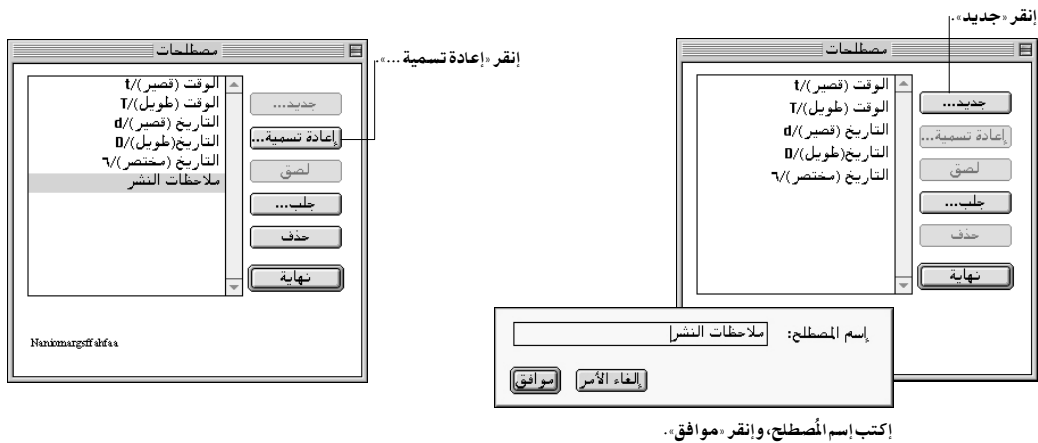 إنقر «جديد».
مصطلحات
الوقت (قصير)/t
الوقت (طويل)/T
التاريخ (قصير)/d
التاريخ(طويل)/D
التاريخ (مختصر)/٦
جديد...
إعادة تسمية...
لصق
جلب...
حذف
نهاية
إسم المصطلح:
ملاحظات النشر
إلغاء الأمر
موافق
إكتب إسم المُصطلح، وإنقر «موافق».
إنقر «إعادة تسمية ...».
مصطلحات
الوقت (قصير)/t
الوقت (طويل)/T
التاريخ (قصير)/d
التاريخ(طويل)/D
التاريخ (مختصر)/٦
ملاحظات النشر
جديد...
إعادة تسمية...
لصق
جلب...
حذف
نهاية